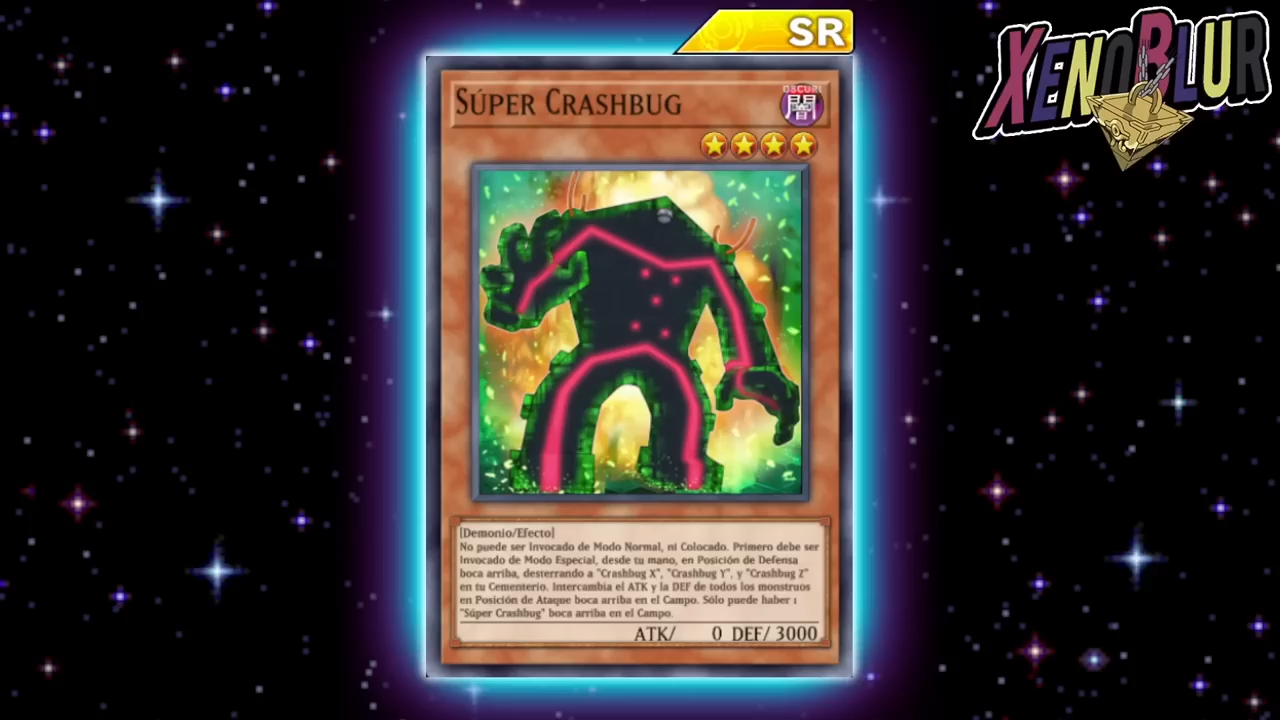 SR
XENOBLUR
SÚPER CRASHBUG
OSCURI
闇
[Demonio/Efecto]
No puede ser Invocado de Modo Normal, ni Colocado. Primero debe ser
Invocado de Modo Especial, desde tu mano, en Posición de Defensa
boca arriba, desterrando a "Crashbug X", "Crashbug Y", y "Crashbug Z"
en tu Cementerio. Intercambia el ATK y la DEF de todos los monstruos
en Posición de Ataque boca arriba en el Campo. Sólo puede haber 1
"Súper Crashbug" boca arriba en el Campo.
ATK/ 0 DEF/ 3000